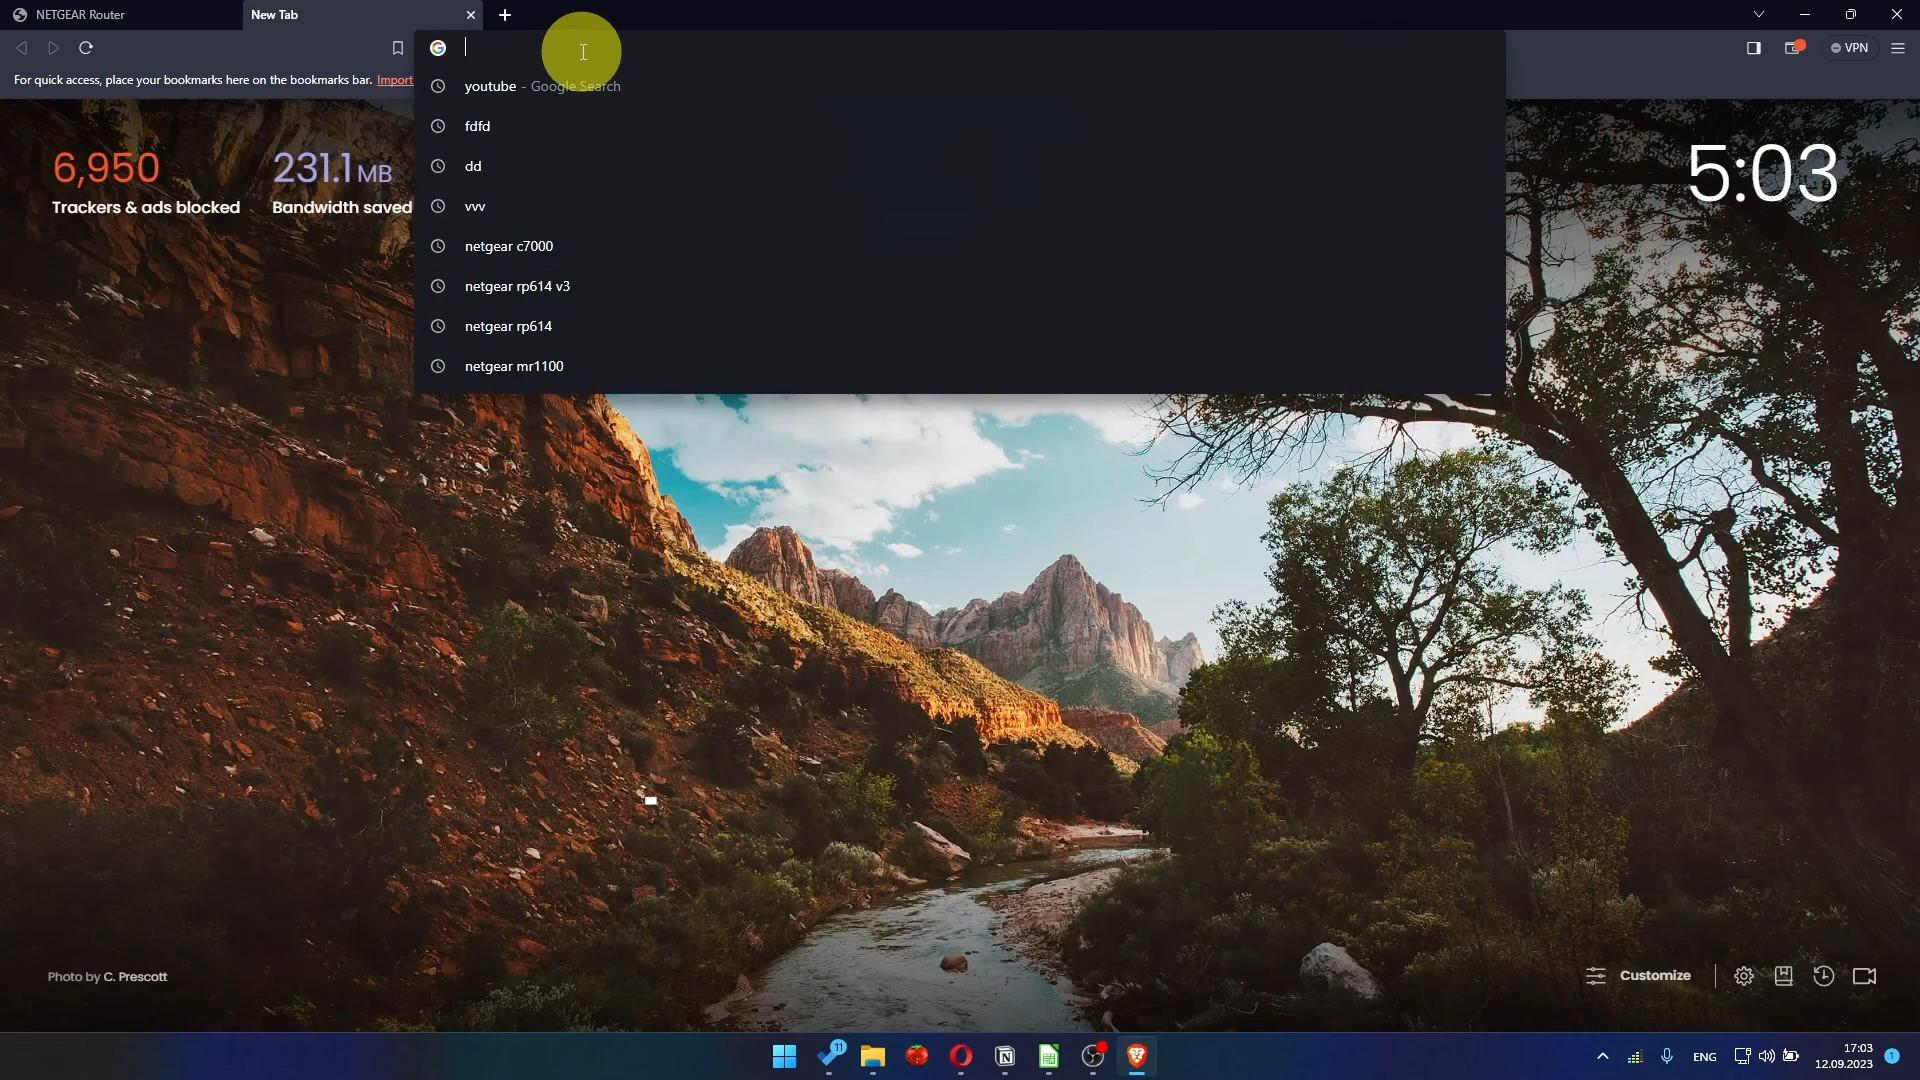 NETGEAR Router
New Tab
VPN
For quick access, place your bookmarks here on the bookmarks bar. Import
youtube - Google Search
fdfd
dd
vvv
netgear c7000
netgear rp614 v3
netgear rp614
netgear mr1100
6,950
Trackers & ads blocked
231.1 MB
Bandwidth saved
5:03
Photo by C. Prescott
Customize
11
ENG
17:03
12.09.2023
1